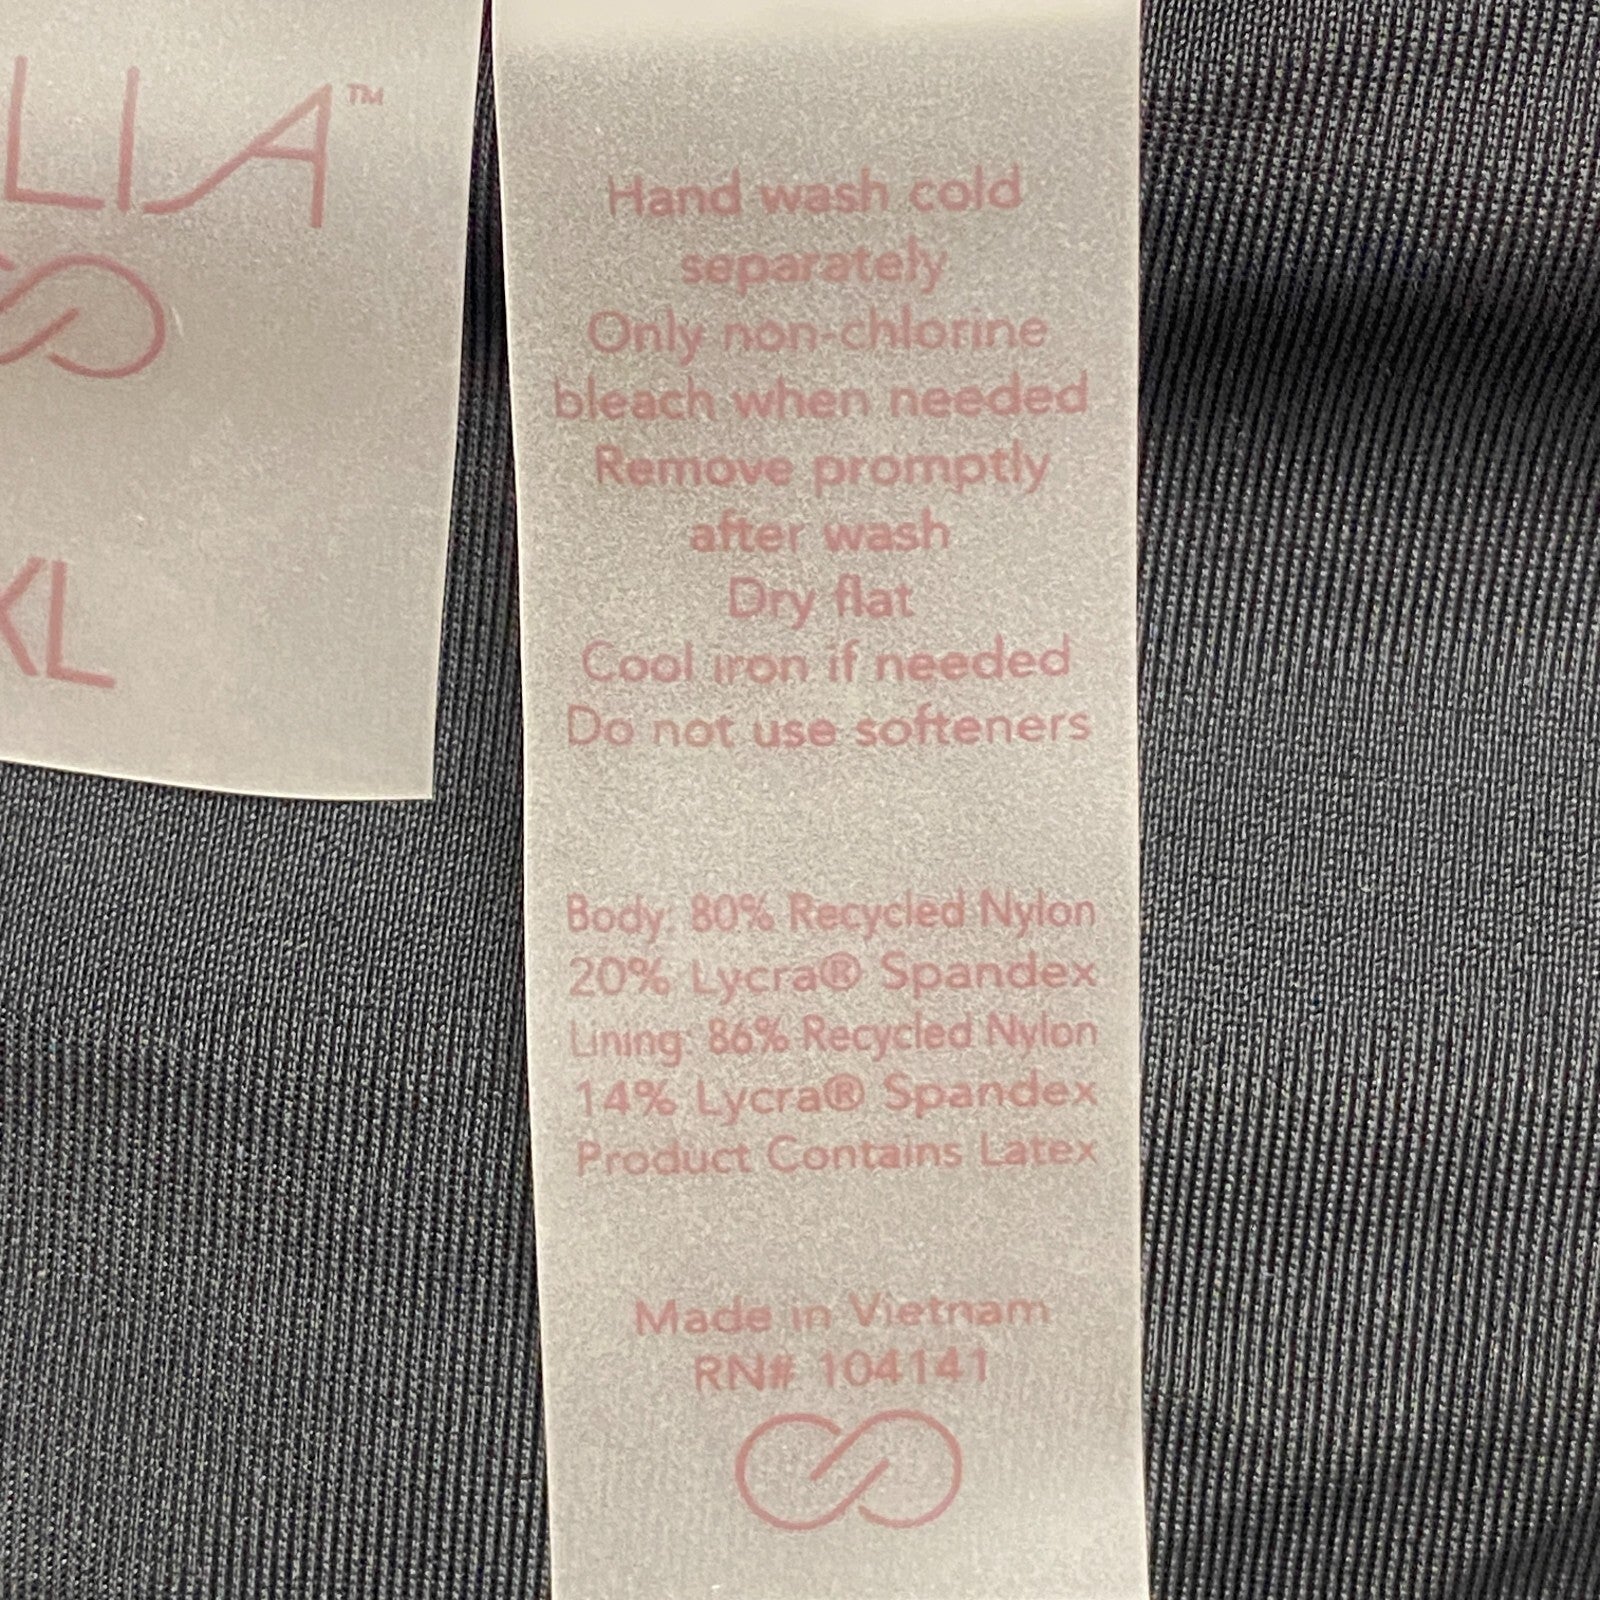 LIA™
XL
Hand wash cold
separately
Only non-chlorine
bleach when needed
Remove promptly
after wash
Dry flat
Cool iron if needed
Do not use softeners
Body: 80% Recycled Nylon
20% Lycra® Spandex
Lining: 86% Recycled Nylon
14% Lycra® Spandex
Product Contains Latex
Made in Vietnam
RN# 104141